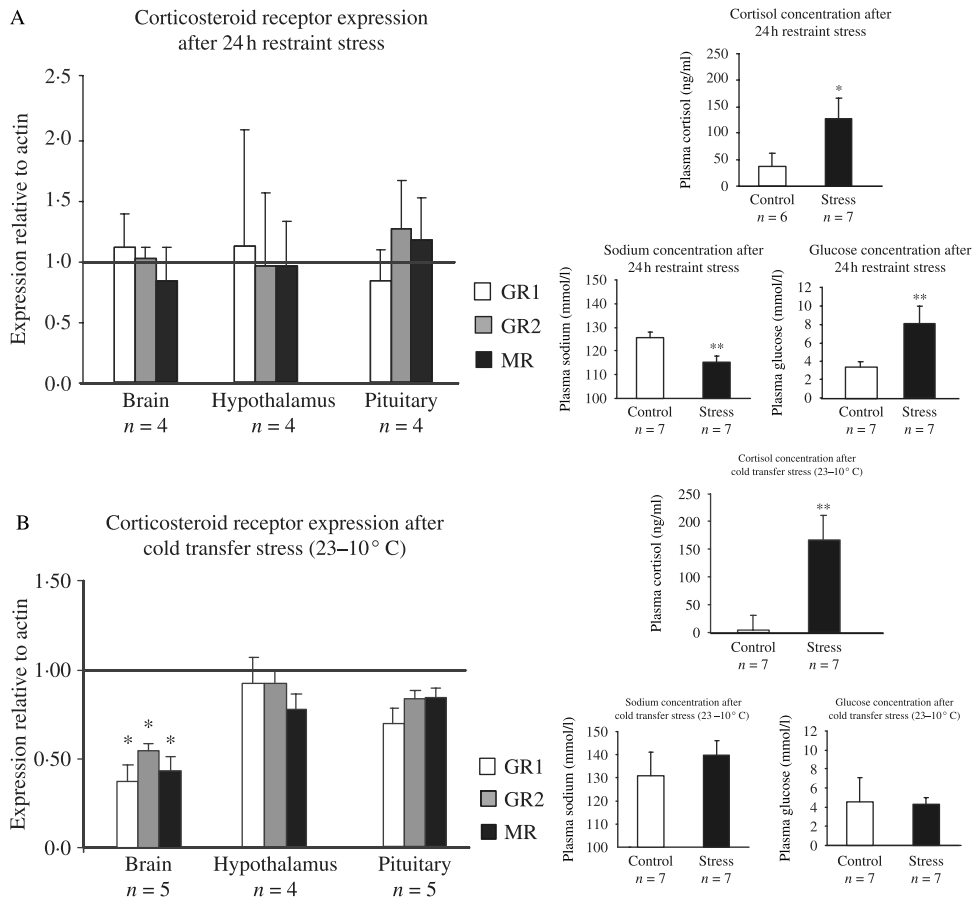 A
Corticosteroid receptor expression
after 24 h restraint stress
Expression relative to actin
2·5
2·0
1·5
1·0
0·5
0·0
Brain
n = 4
Hypothalamus
n = 4
Pituitary
n = 4
GR1
GR2
MR
Cortisol concentration after
24 h restraint stress
Plasma cortisol (ng/ml)
250
200
150
100
50
0
*
Control
n = 6
Stress
n = 7
Sodium concentration after
24 h restraint stress
Plasma sodium (mmol/l)
150
140
130
120
110
100
**
Control
n = 7
Stress
n = 7
Glucose concentration after
24 h restraint stress
Plasma glucose (mmol/l)
12
10
8
6
4
2
0
**
Control
n = 7
Stress
n = 7
B
Corticosteroid receptor expression after
cold transfer stress (23–10° C)
Expression relative to actin
1·50
1·00
0·50
0·0
* * *
Brain
n = 5
Hypothalamus
n = 4
Pituitary
n = 5
GR1
GR2
MR
Cortisol concentration after
cold transfer stress (23–10° C)
Plasma cortisol (ng/ml)
250
200
150
100
50
0
**
Control
n = 7
Stress
n = 7
Sodium concentration after
cold transfer stress (23–10° C)
Plasma sodium (mmol/l)
150
140
130
120
110
100
Control
n = 7
Stress
n = 7
Glucose concentration after
cold transfer stress (23–10° C)
Plasma glucose (mmol/l)
12
10
8
6
4
2
0
Control
n = 7
Stress
n = 7